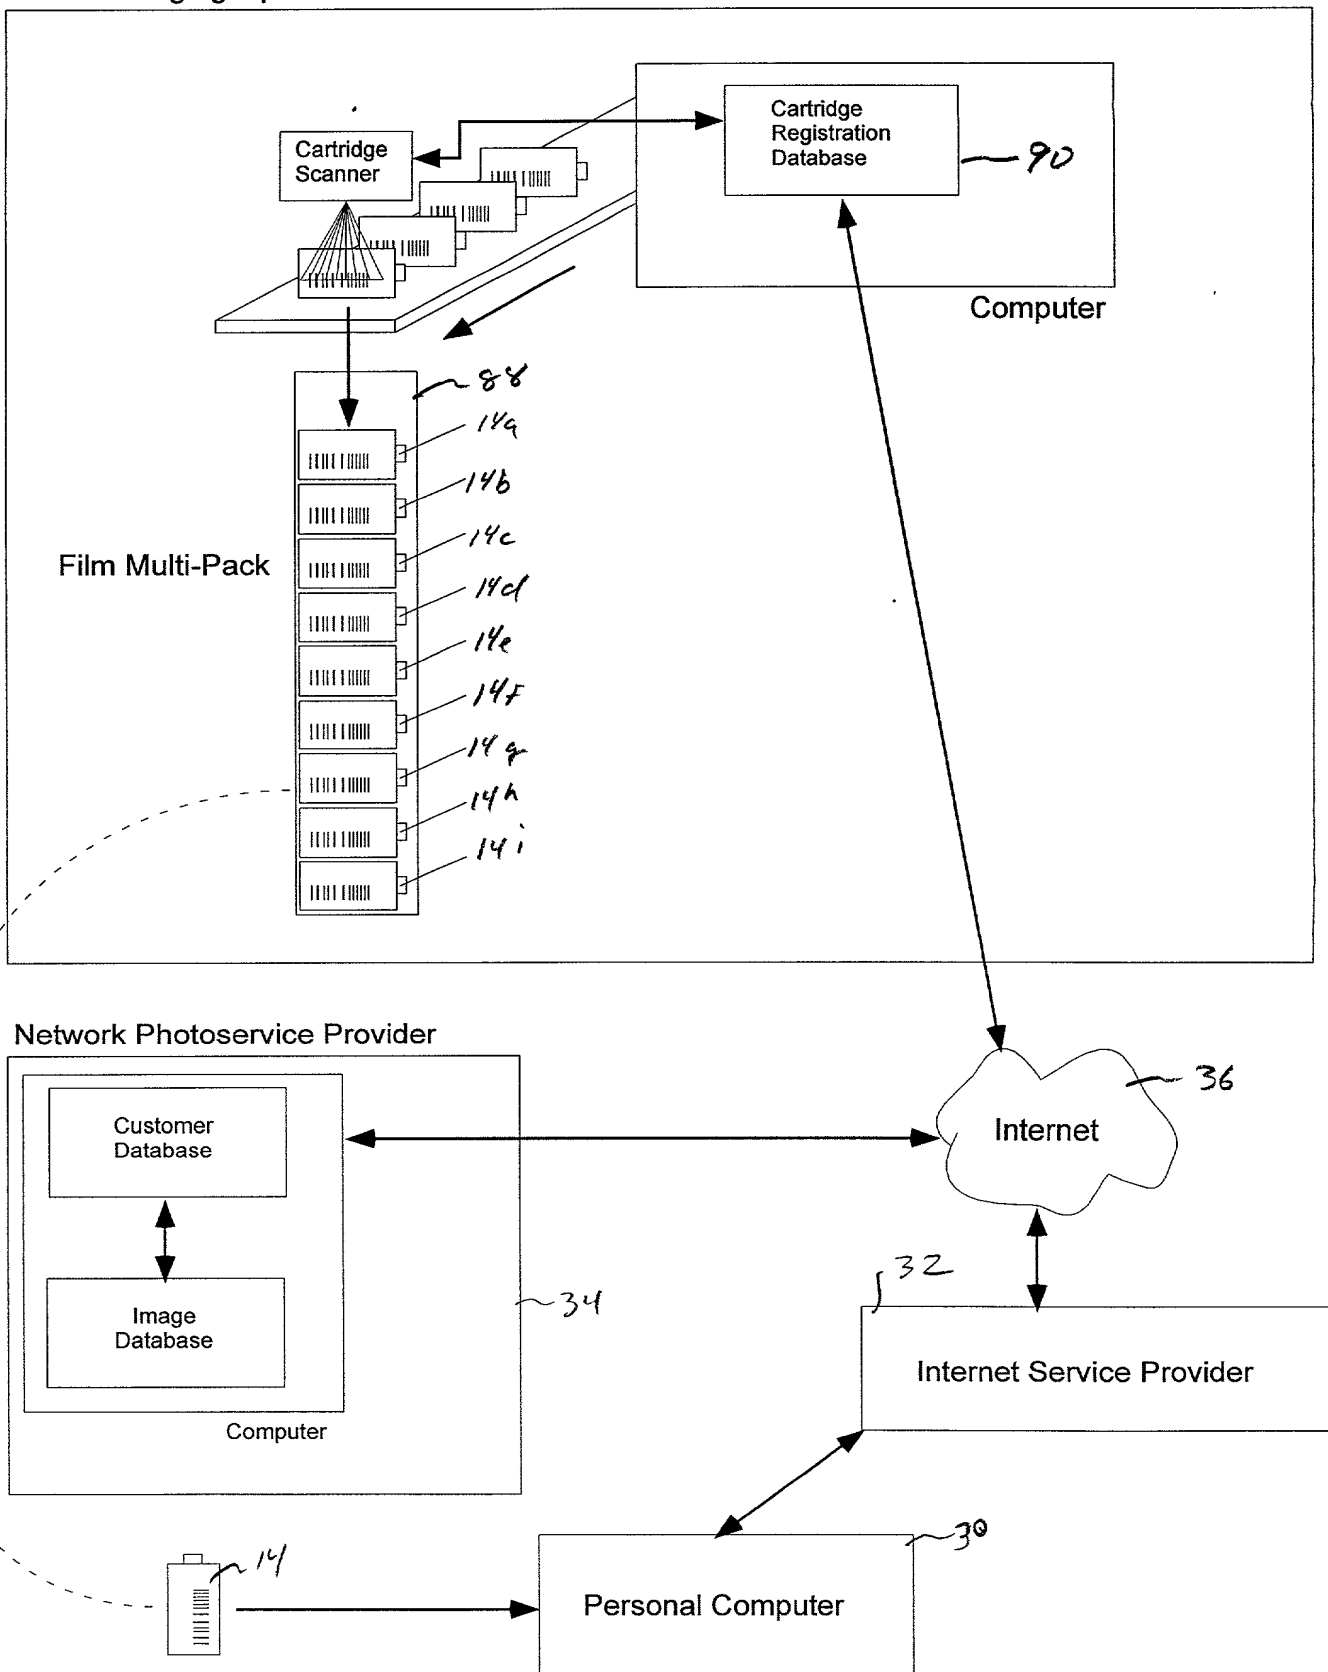 Cartridge
Registration
Database
90
Cartridge
Scanner
Computer
88
14a
14b
14c
Film Multi-Pack
14d
14e
14f
14g
14h
14i
Network Photoservice Provider
36
Customer
Database
Internet
32
34
Image
Database
Internet Service Provider
Computer
30
14
Personal Computer